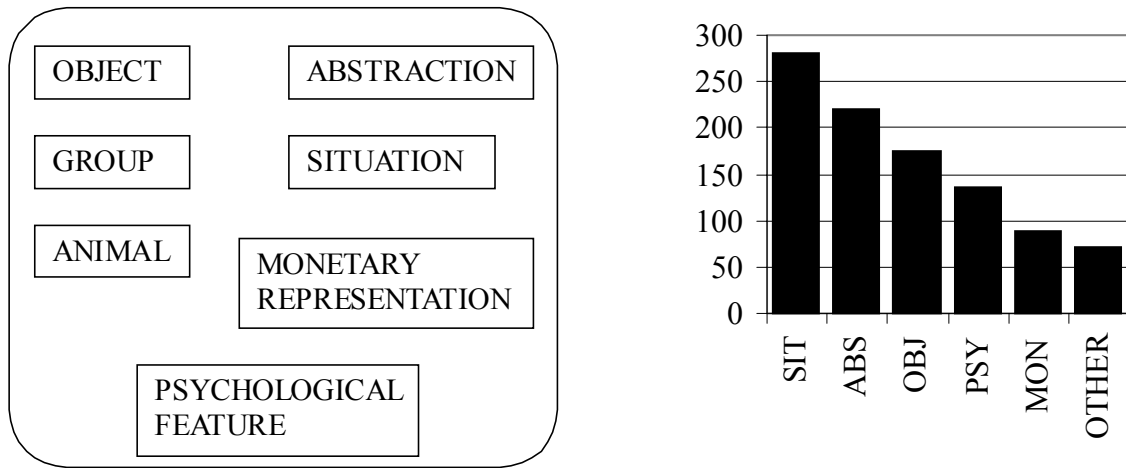 OBJECT
ABSTRACTION
GROUP
SITUATION
ANIMAL
MONETARY
REPRESENTATION
PSYCHOLOGICAL
FEATURE
300
250
200
150
100
50
0
SIT
ABS
OBJ
PSY
MON
OTHER